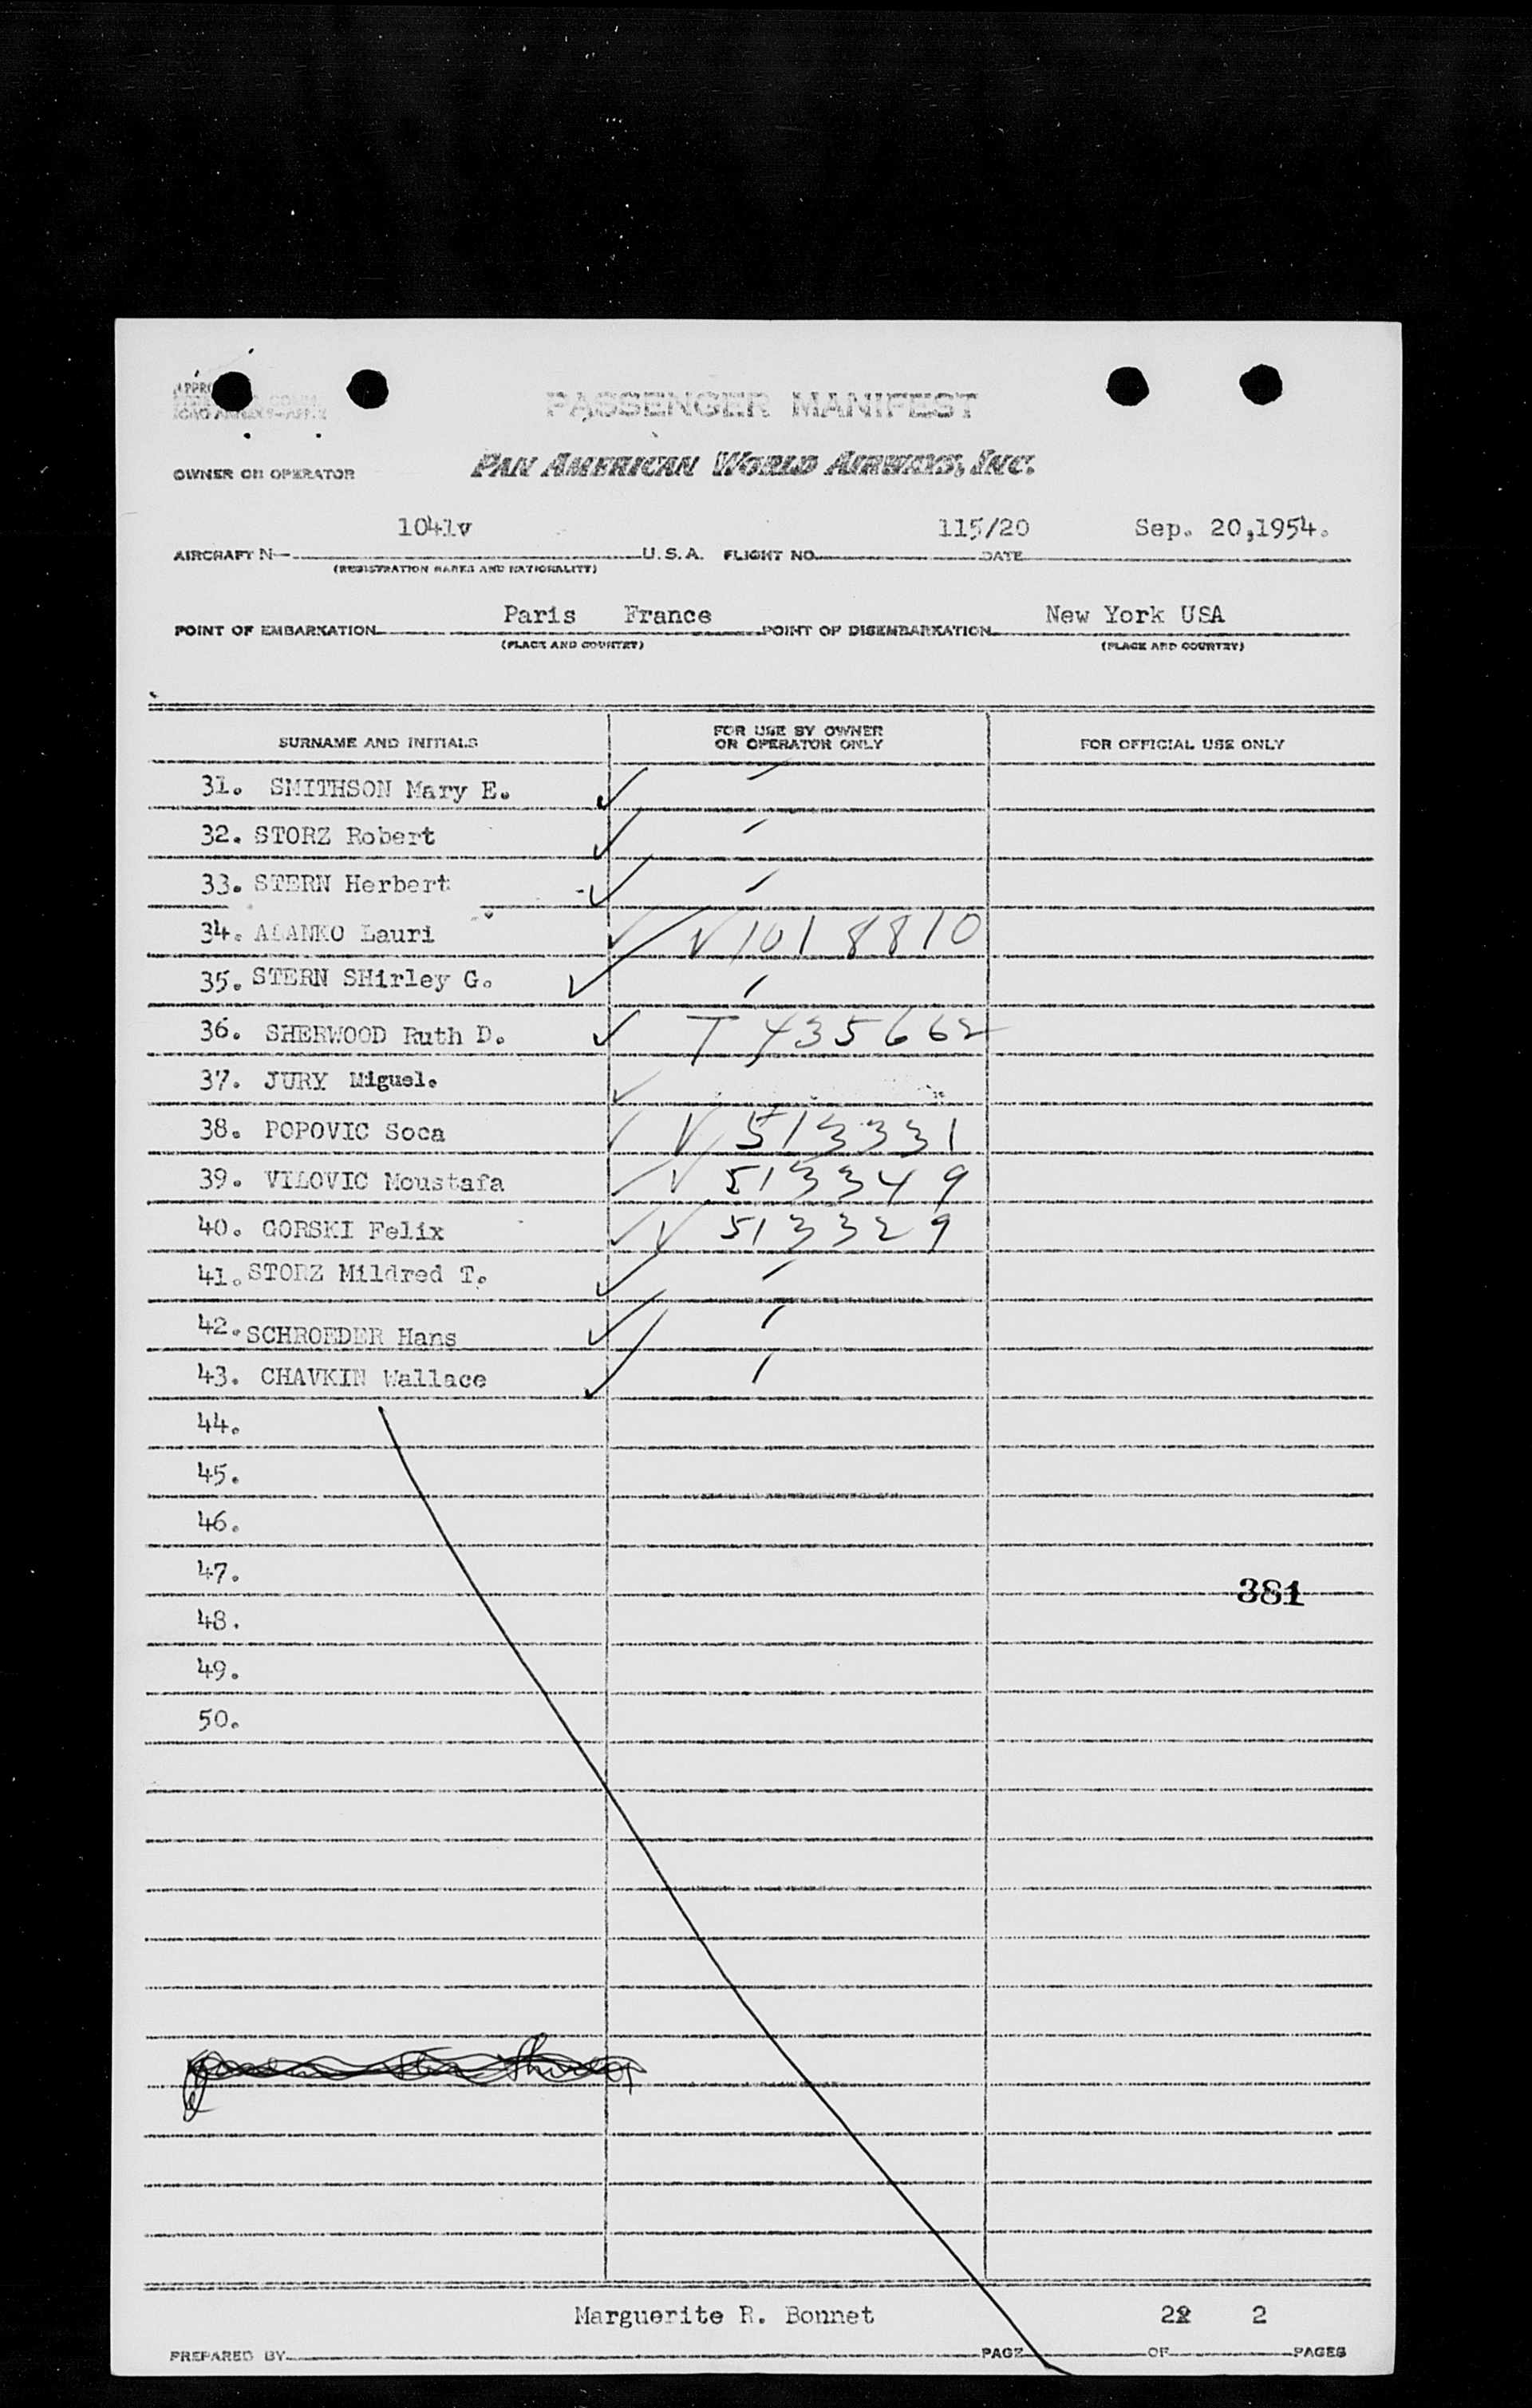 PASSENGER MANIFEST
OWNER OR OPERATOR PAN AMERICAN WORLD AIRWAYS, INC.
1041v 115/20 Sep. 20,1954.
AIRCRAFT N U.S.A. FLIGHT NO. DATE
(REGISTRATION MARKS AND NATIONALITY)
Paris France New York USA
POINT OF EMBARKATION POINT OF DISEMBARKATION
(PLACE AND COUNTRY) (PLACE AND COUNTRY)
SURNAME AND INITIALS FOR USE BY OWNER OR OPERATOR ONLY FOR OFFICIAL USE ONLY
31. SMITHSON Mary E.
32. STORZ Robert
33. STERN Herbert
34. Lauri V1018810
35. STERN SHirley G.
36. SHERWOOD Ruth D. T 435662
37. JURY Miguel.
38. POPOVIC Soca V 513331
39. VILOVIC Moustafa V 513349
40. GORSKI Felix V 513329
41. STORZ Mildred T.
42. SCHROEDER Hans
43. CHAVKIN Wallace
44.
45.
46.
47.
381
48.
49.
50.
Marguerite R. Bonnet 22 2
PREPARED BY PAGE OF PAGES